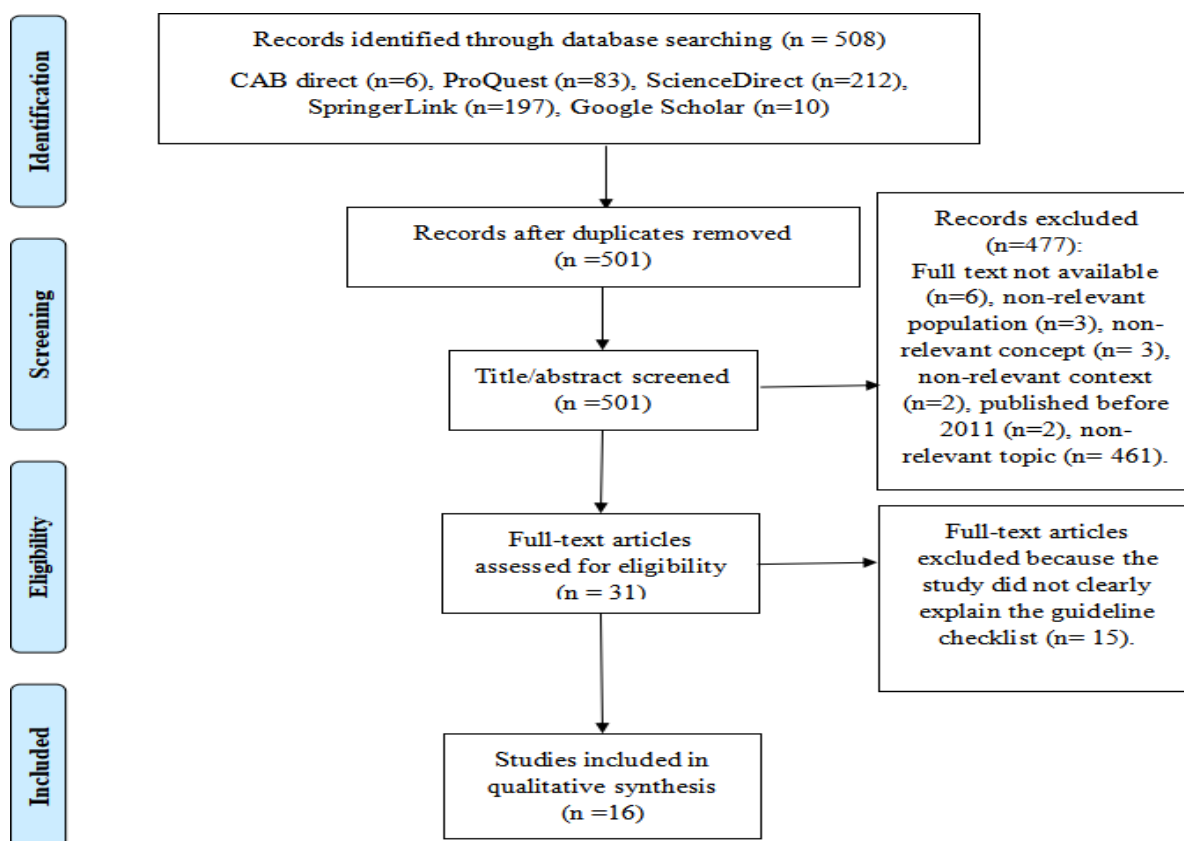 Identification
Records identified through database searching (n = 508)
CAB direct (n=6), ProQuest (n=83), ScienceDirect (n=212),
SpringerLink (n=197), Google Scholar (n=10)
Screening
Records after duplicates removed
(n =501)
Title/abstract screened
(n =501)
Records excluded
(n=477):
Full text not available
(n=6), non-relevant
population (n=3), non-
relevant concept (n= 3),
non-relevant context
(n=2), published before
2011 (n=2), non-
relevant topic (n= 461).
Eligibility
Full-text articles
assessed for eligibility
(n = 31)
Full-text articles
excluded because the
study did not clearly
explain the guideline
checklist (n= 15).
Included
Studies included in
qualitative synthesis
(n =16)